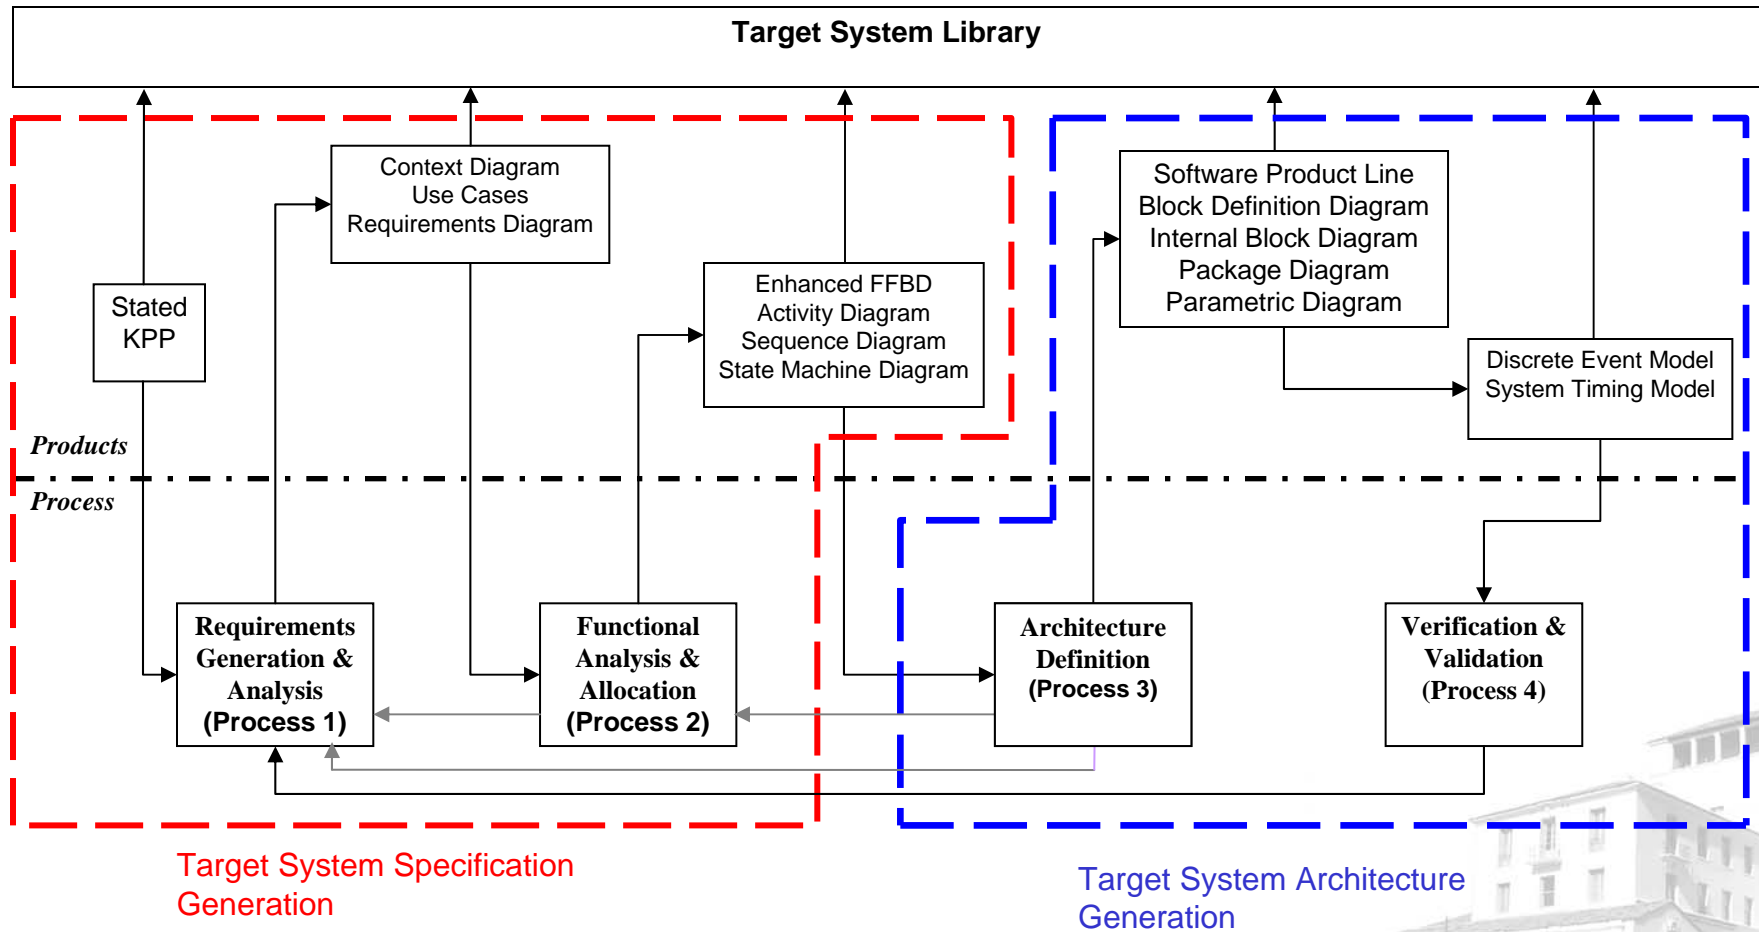 Target System Library
Context Diagram
Use Cases
Requirements Diagram
Software Product Line
Block Definition Diagram
Internal Block Diagram
Package Diagram
Parametric Diagram
Stated
KPP
Enhanced FFBD
Activity Diagram
Sequence Diagram
State Machine Diagram
Discrete Event Model
System Timing Model
Products
Process
Requirements
Generation &
Analysis
(Process 1)
Functional
Analysis &
Allocation
(Process 2)
Architecture
Definition
(Process 3)
Verification &
Validation
(Process 4)
Target System Specification
Generation
Target System Architecture
Generation